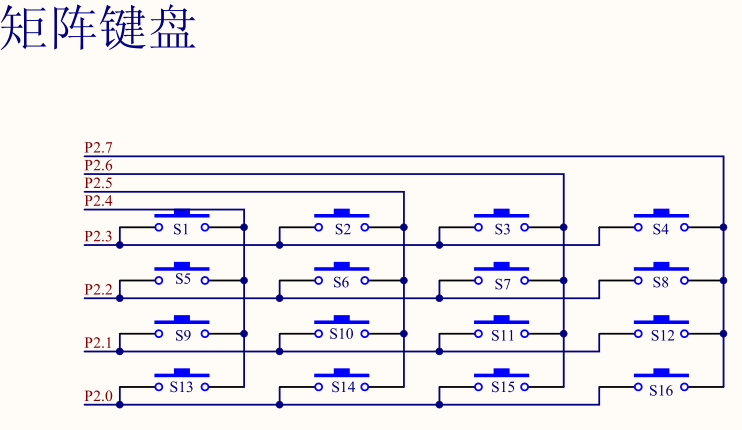 矩阵键盘
P2.7
P2.6
P2.5
P2.4
S1 S2 S3 S4
P2.3
S5 S6 S7 S8
P2.2
S9 S10 S11 S12
P2.1
S13 S14 S15 S16
P2.0